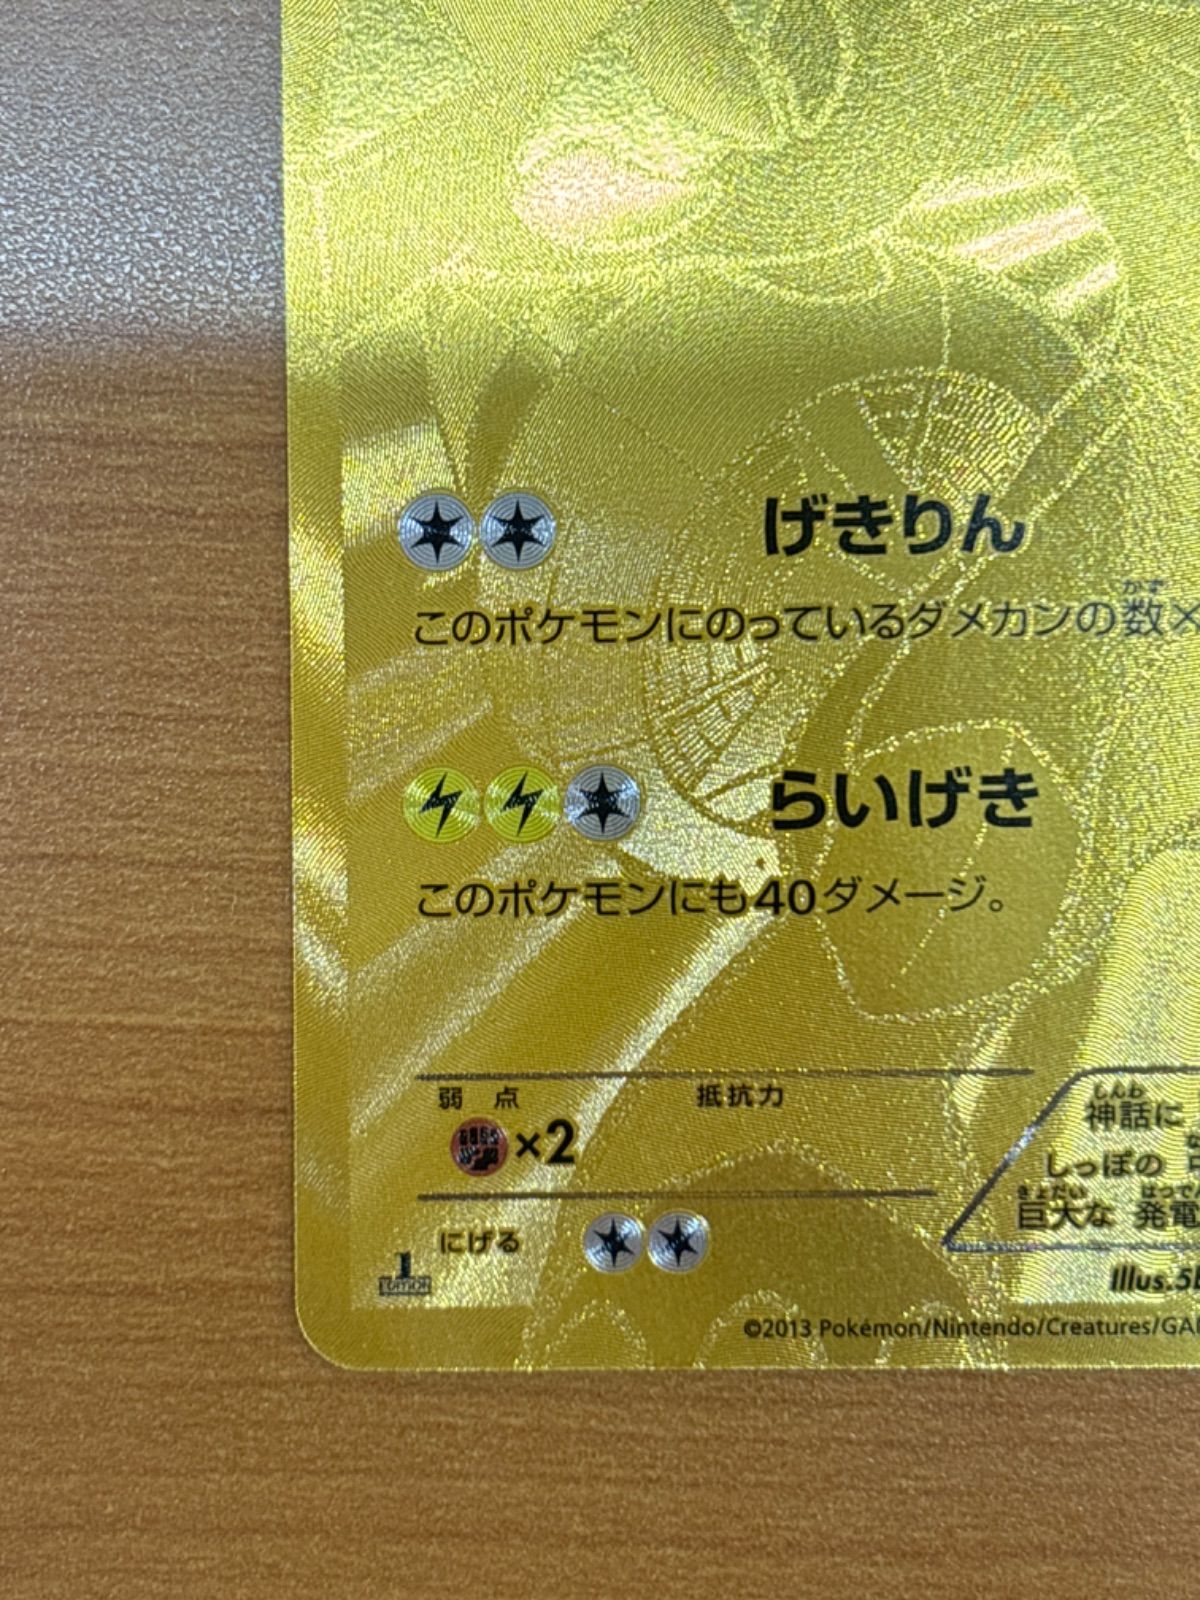 げきりん
かず
このポケモンにのっているダメカンの数×
らいげき
このポケモンにも40ダメージ。
弱点 抵抗力
×2
しんわ
神話に
しっぽの
きょだい はつで
巨大な 発電
にげる
1
EDITION
Illus.5
©2013 Pokémon/Nintendo/Creatures/GA